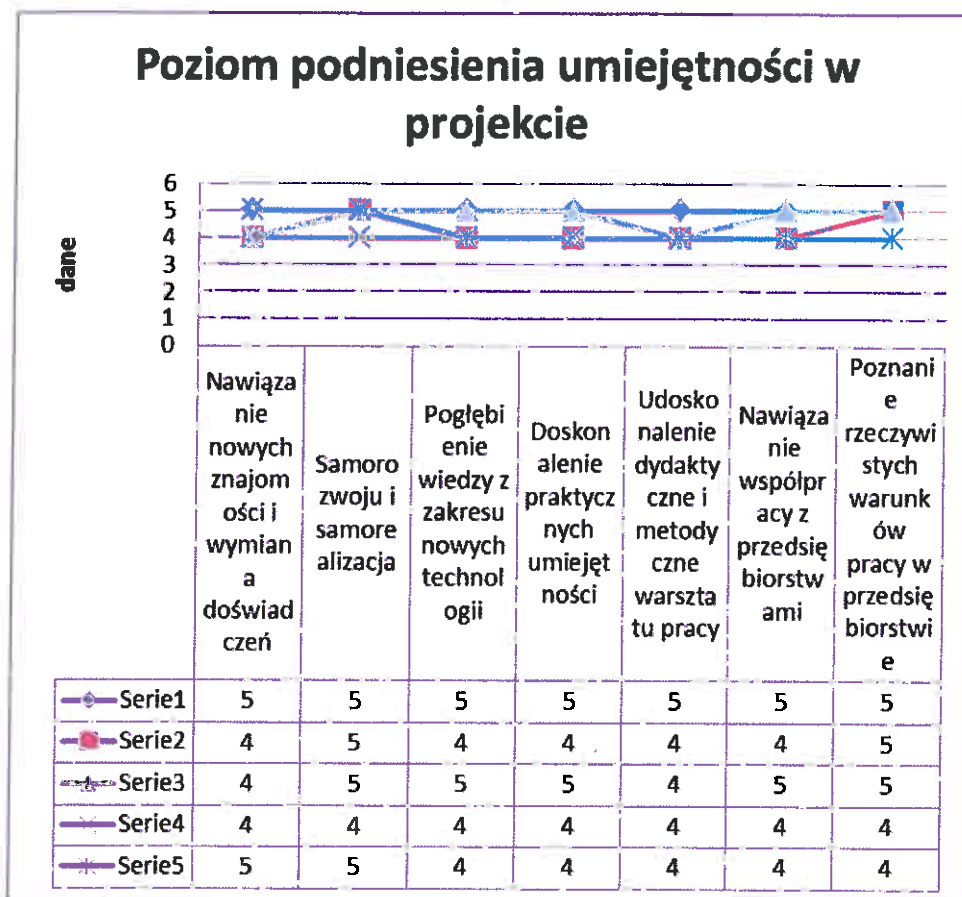 Poziom podniesienia umiejętności w
projekcie
dane
6
5
4
3
2
1
0
Nawiąza
nie
nowych
znajom
ości i
wymian
a
doświad
czeń
Samoro
zwoju i
samore
alizacja
Pogłębi
enie
wiedzy z
zakresu
nowych
technol
ogii
Doskon
alenie
praktycz
nych
umiejęt
ności
Udosko
nalenie
dydakty
czne i
metody
czne
warszta
tu pracy
Nawiąza
nie
współpr
acy z
przedsię
biorstw
ami
Poznani
e
rzeczywi
stych
warunk
ów
pracy w
przedsię
biorstwi
e
Serie1 5 5 5 5 5 5 5
Serie2 4 5 4 4 4 4 5
Serie3 4 5 5 5 4 5 5
Serie4 4 4 4 4 4 4 4
Serie5 5 5 4 4 4 4 4